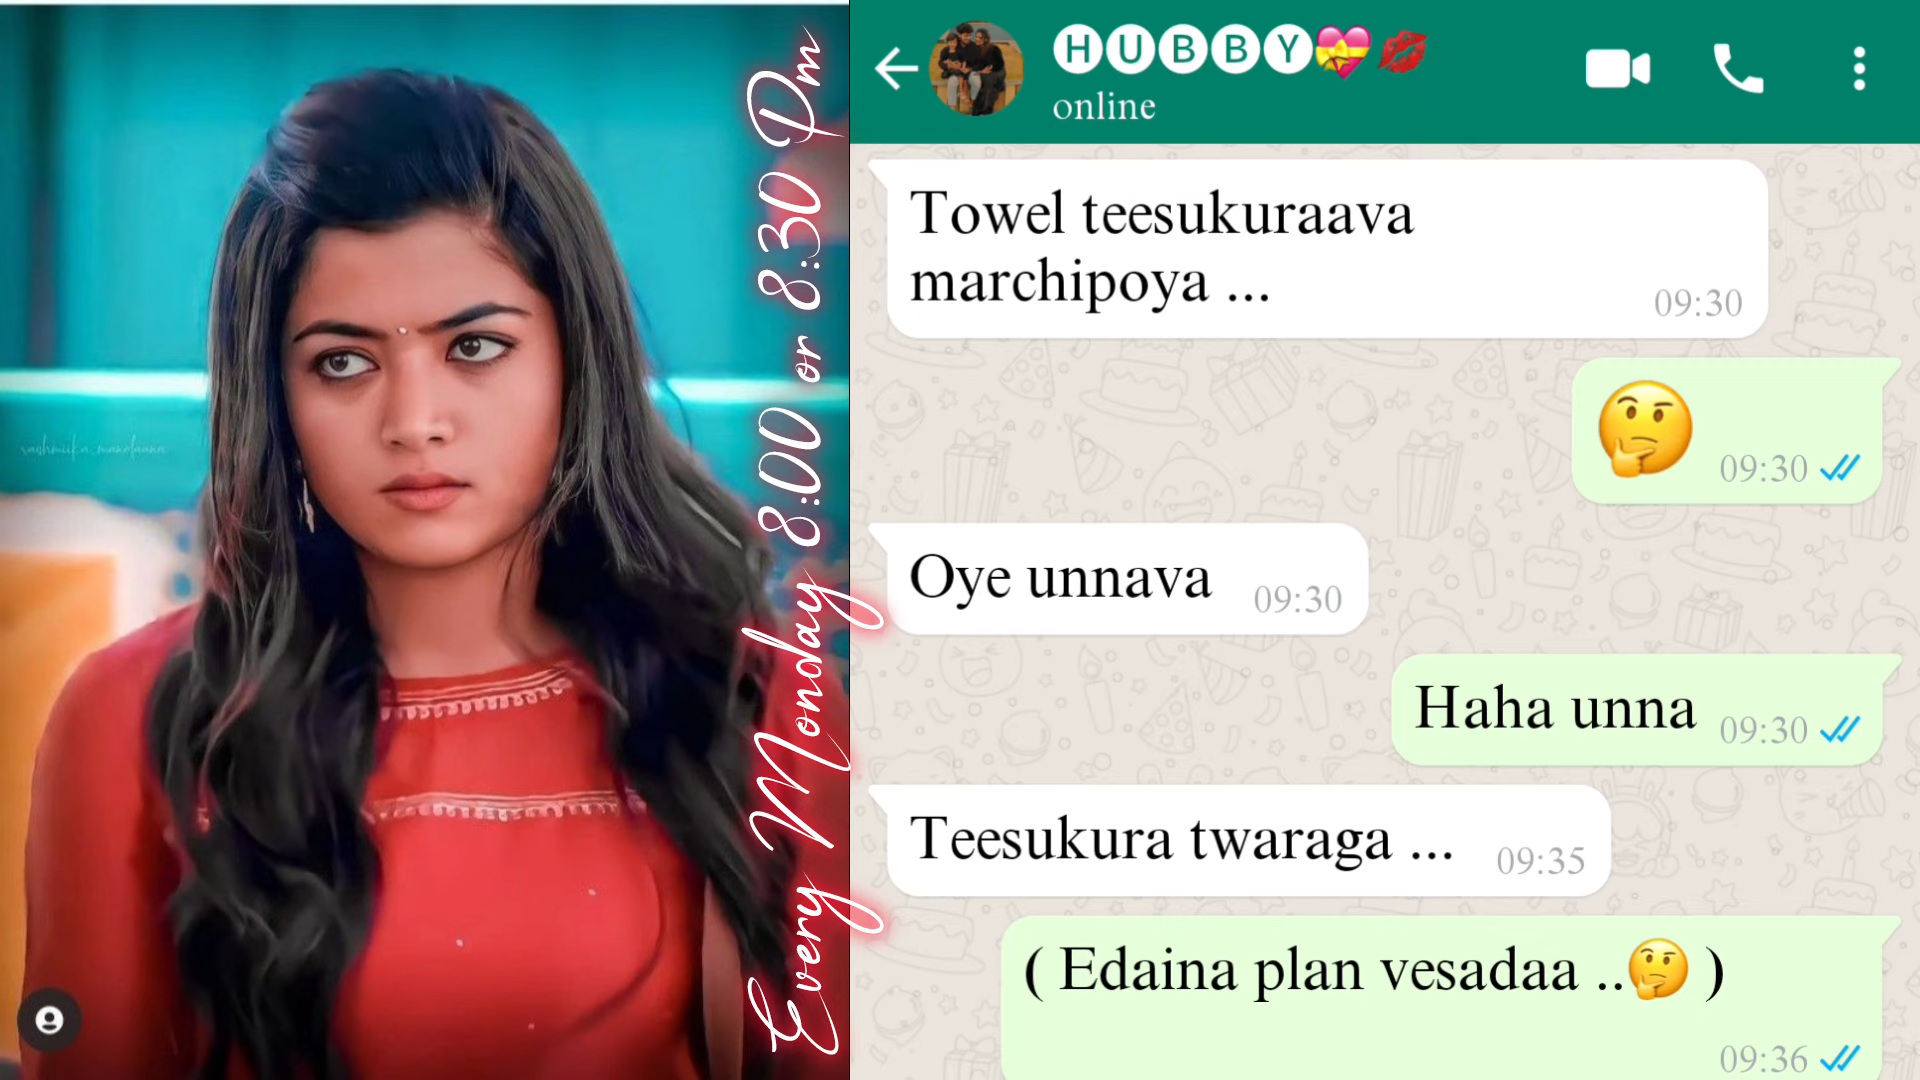 rashmika_mandanna
Every Monday 8:00 or 8:30 Pm
HUBBY💝💋
online
Towel teesukuraava
marchipoya ...
09:30
🤔 09:30
Oye unnava 09:30
Haha unna 09:30
Teesukura twaraga ... 09:35
( Edaina plan vesadaa ..🤔 )
09:36